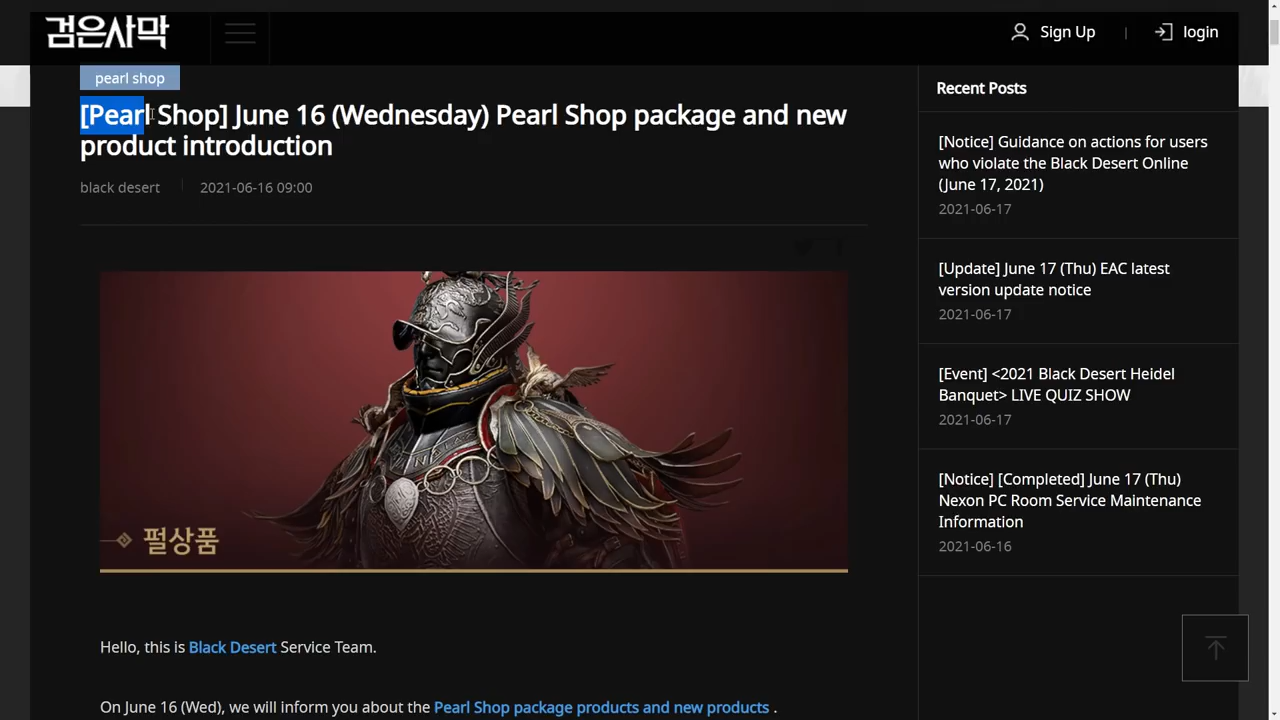 검은사막
Sign Up
login
pearl shop
[Pearl Shop] June 16 (Wednesday) Pearl Shop package and new
product introduction
black desert
2021-06-16 09:00
펄상품
Hello, this is Black Desert Service Team.
On June 16 (Wed), we will inform you about the Pearl Shop package products and new products .
Recent Posts
[Notice] Guidance on actions for users
who violate the Black Desert Online
(June 17, 2021)
2021-06-17
[Update] June 17 (Thu) EAC latest
version update notice
2021-06-17
[Event] <2021 Black Desert Heidel
Banquet> LIVE QUIZ SHOW
2021-06-17
[Notice] [Completed] June 17 (Thu)
Nexon PC Room Service Maintenance
Information
2021-06-16